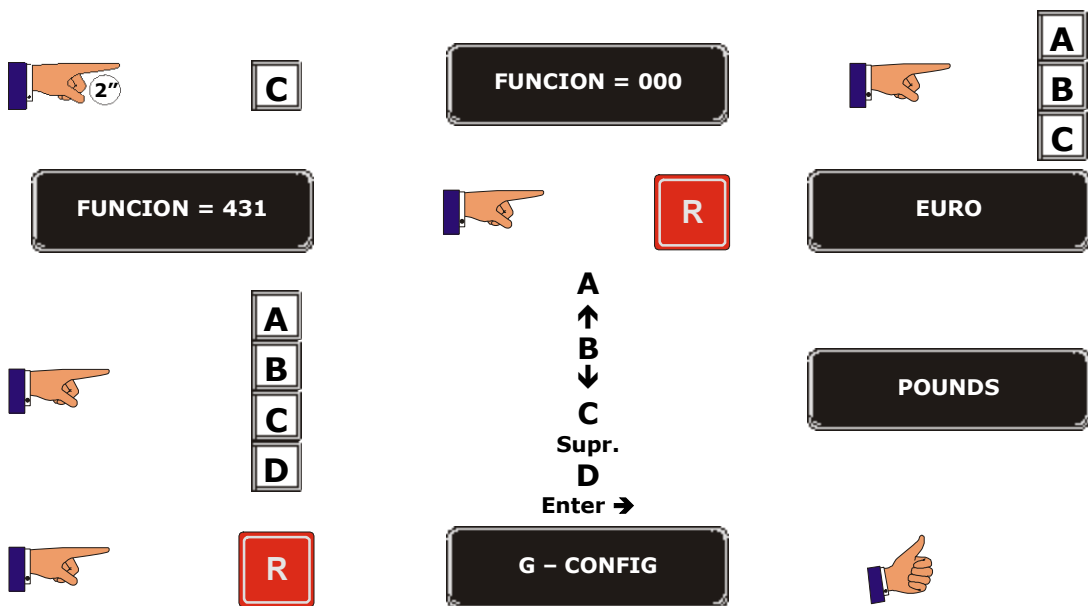 2”
C
FUNCION = 000
A
B
C
FUNCION = 431
R
EURO
A
B
C
D
A
↑
B
↓
C
Supr.
D
Enter →
POUNDS
R
G – CONFIG